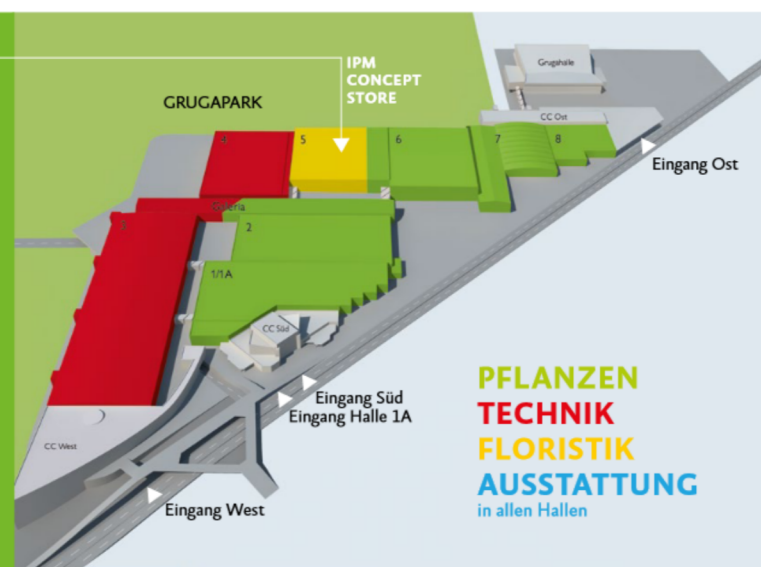 IPM
CONCEPT
STORE
Grugahalle
GRUGAPARK
CC Ost
4
5
6
7
8
Eingang Ost
Galeria
3
2
1/1A
CC Süd
Eingang Süd
Eingang Halle 1A
CC West
Eingang West
PFLANZEN
TECHNIK
FLORISTIK
AUSSTATTUNG
in allen Hallen